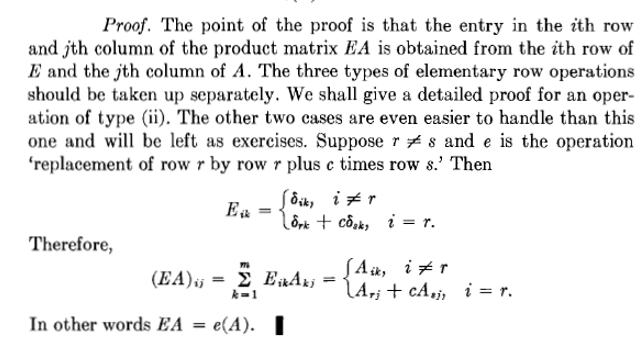 Proof. The point of the proof is that the entry in the ith row
and jth column of the product matrix EA is obtained from the ith row of
E and the jth column of A. The three types of elementary row operations
should be taken up separately. We shall give a detailed proof for an oper-
ation of type (ii). The other two cases are even easier to handle than this
one and will be left as exercises. Suppose r ≠ s and e is the operation
‘replacement of row r by row r plus c times row s.’ Then
E_{ik} = { δ_{ik}, i ≠ r
δ_{rk} + cδ_{sk}, i = r.
Therefore,
(EA)_{ij} = Σ_{k=1}^{m} E_{ik}A_{kj} = { A_{ik}, i ≠ r
A_{rj} + cA_{sj}, i = r.
In other words EA = e(A). ▌